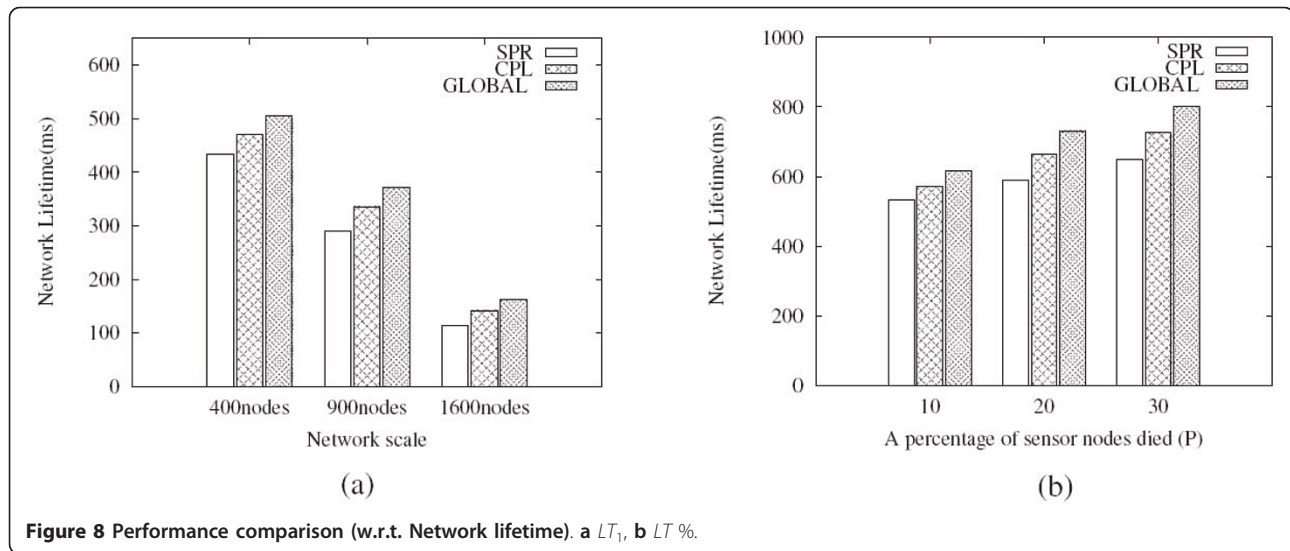 600
500
400
300
200
100
0
Network Lifetime(ms)
SPR
CPL
GLOBAL
400nodes 900nodes 1600nodes
Network scale
(a)
1000
800
600
400
200
0
Network Lifetime(ms)
SPR
CPL
GLOBAL
10 20 30
A percentage of sensor nodes died (P)
(b)
Figure 8 Performance comparison (w.r.t. Network lifetime). a LT₁, b LT %.